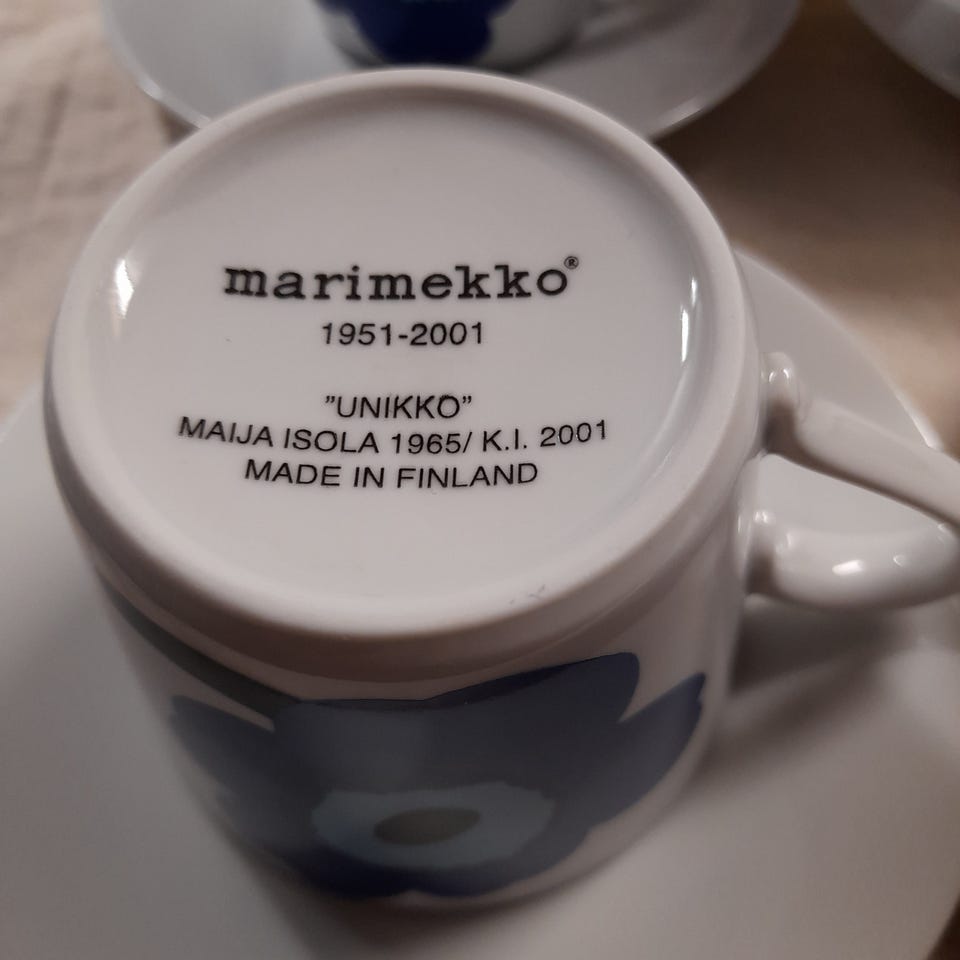 marimekko®
1951-2001
”UNIKKO”
MAIJA ISOLA 1965/ K.I. 2001
MADE IN FINLAND